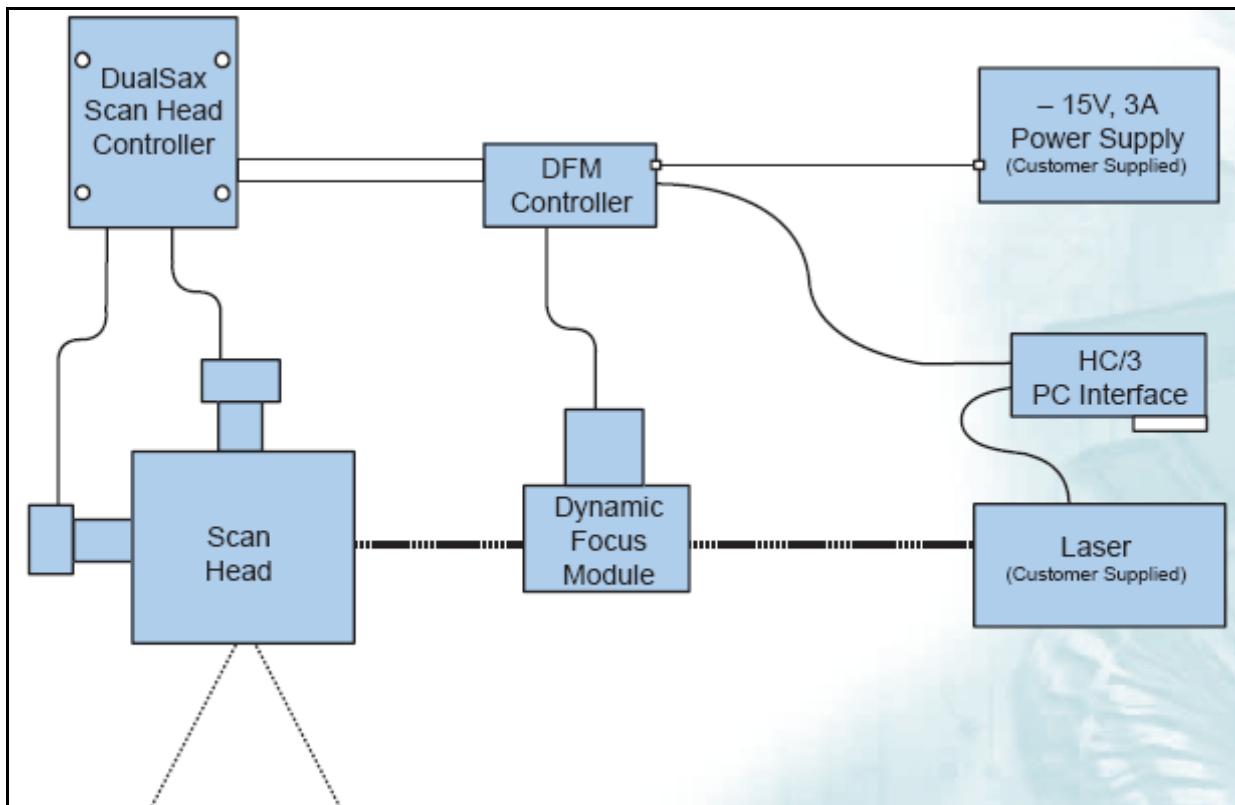 DualSax
Scan Head
Controller
– 15V, 3A
Power Supply
(Customer Supplied)
DFM
Controller
HC/3
PC Interface
Scan
Head
Dynamic
Focus
Module
Laser
(Customer Supplied)